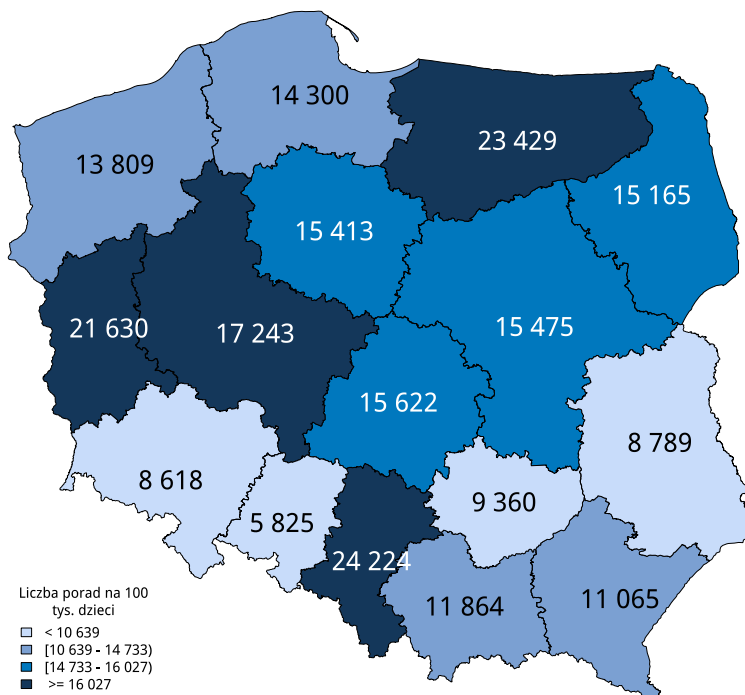 14 300
23 429
13 809
15 165
15 413
21 630
17 243
15 475
15 622
8 789
8 618
9 360
5 825
24 224
11 864
11 065
Liczba porad na 100
tys. dzieci
< 10 639
[10 639 - 14 733)
[14 733 - 16 027)
>= 16 027